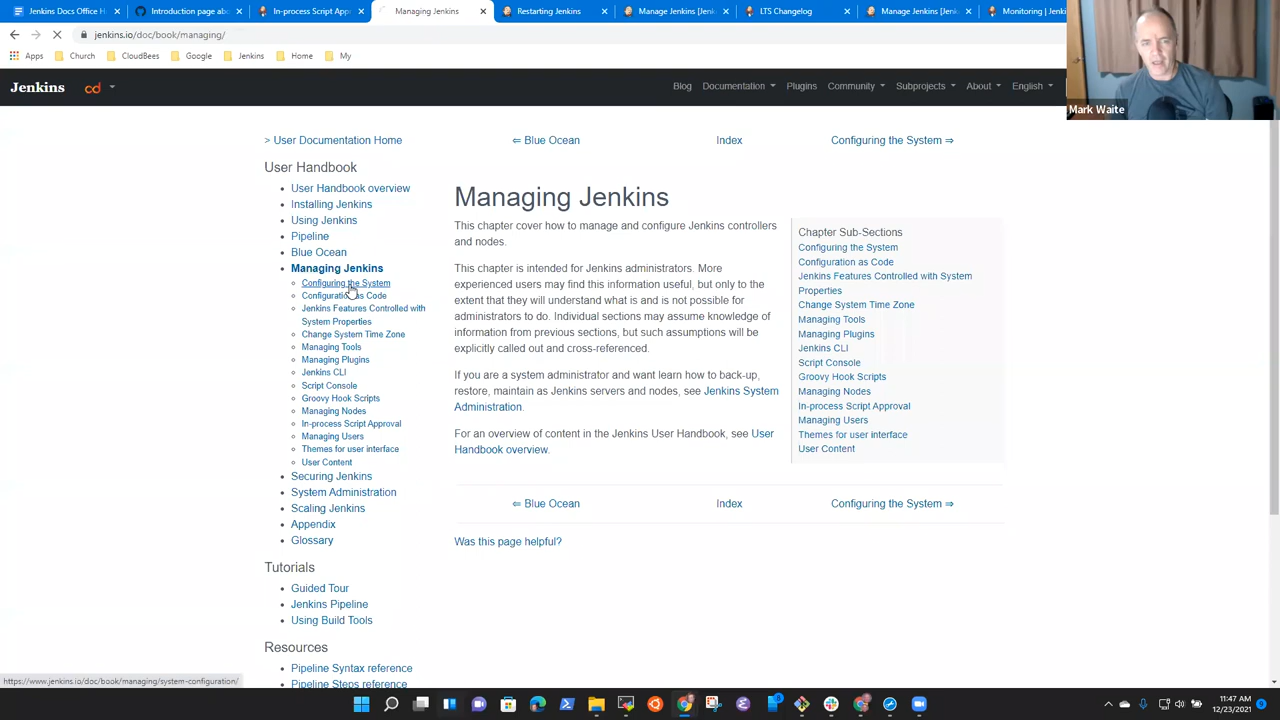 Jenkins Docs Office H
Introduction page abo
In-process Script App
Managing Jenkins
Restarting Jenkins
Manage Jenkins [Jenk
LTS Changelog
Manage Jenkins [Jenk
Monitoring | Jenki
jenkins.io/doc/book/managing/
Apps
Church
CloudBees
Google
Jenkins
Home
My
Jenkins
cd
Blog
Documentation
Plugins
Community
Subprojects
About
English
Mark Waite
> User Documentation Home
⇐ Blue Ocean
Index
Configuring the System ⇒
User Handbook
User Handbook overview
Installing Jenkins
Using Jenkins
Pipeline
Blue Ocean
Managing Jenkins
Configuring the System
Configuration as Code
Jenkins Features Controlled with
System Properties
Change System Time Zone
Managing Tools
Managing Plugins
Jenkins CLI
Script Console
Groovy Hook Scripts
Managing Nodes
In-process Script Approval
Managing Users
Themes for user interface
User Content
Securing Jenkins
System Administration
Scaling Jenkins
Appendix
Glossary
Tutorials
Guided Tour
Jenkins Pipeline
Using Build Tools
Resources
Pipeline Syntax reference
Pipeline Steps reference
Managing Jenkins
This chapter cover how to manage and configure Jenkins controllers
and nodes.
This chapter is intended for Jenkins administrators. More
experienced users may find this information useful, but only to the
extent that they will understand what is and is not possible for
administrators to do. Individual sections may assume knowledge of
information from previous sections, but such assumptions will be
explicitly called out and cross-referenced.
If you are a system administrator and want learn how to back-up,
restore, maintain as Jenkins servers and nodes, see Jenkins System
Administration.
For an overview of content in the Jenkins User Handbook, see User
Handbook overview.
Chapter Sub-Sections
Configuring the System
Configuration as Code
Jenkins Features Controlled with System
Properties
Change System Time Zone
Managing Tools
Managing Plugins
Jenkins CLI
Script Console
Groovy Hook Scripts
Managing Nodes
In-process Script Approval
Managing Users
Themes for user interface
User Content
⇐ Blue Ocean
Index
Configuring the System ⇒
Was this page helpful?
https://www.jenkins.io/doc/book/managing/system-configuration/
11:47 AM
12/23/2021